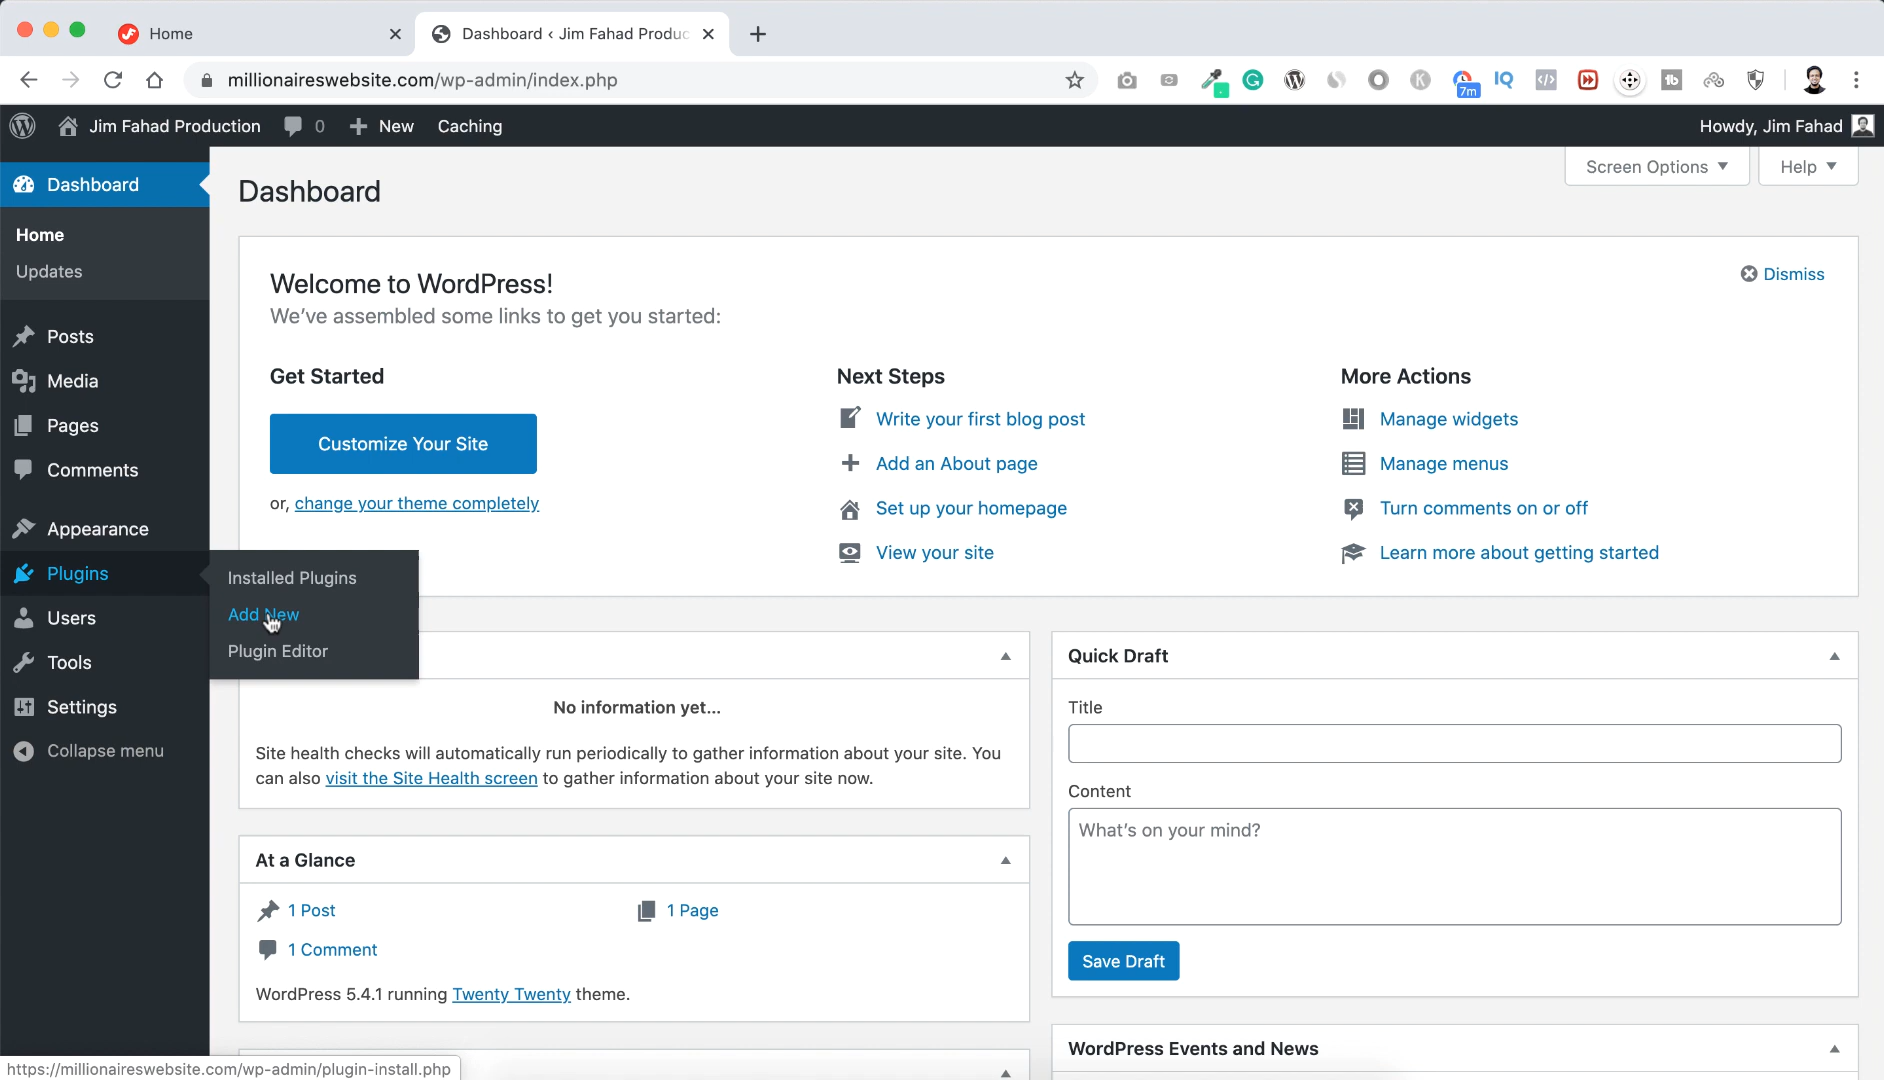 Home
Dashboard ‹ Jim Fahad Produc
millionaireswebsite.com/wp-admin/index.php
IQ
7m
K
tb
Jim Fahad Production
0
New
Caching
Howdy, Jim Fahad
Dashboard
Home
Updates
Posts
Media
Pages
Comments
Appearance
Plugins
Users
Tools
Settings
Collapse menu
Installed Plugins
Add New
Plugin Editor
Dashboard
Screen Options
Help
Welcome to WordPress!
We've assembled some links to get you started:
Dismiss
Get Started
Customize Your Site
or, change your theme completely
Next Steps
Write your first blog post
Add an About page
Set up your homepage
View your site
More Actions
Manage widgets
Manage menus
Turn comments on or off
Learn more about getting started
No information yet...
Site health checks will automatically run periodically to gather information about your site. You
can also visit the Site Health screen to gather information about your site now.
At a Glance
1 Post
1 Page
1 Comment
WordPress 5.4.1 running Twenty Twenty theme.
Quick Draft
Title
Content
What's on your mind?
Save Draft
WordPress Events and News
https://millionaireswebsite.com/wp-admin/plugin-install.php